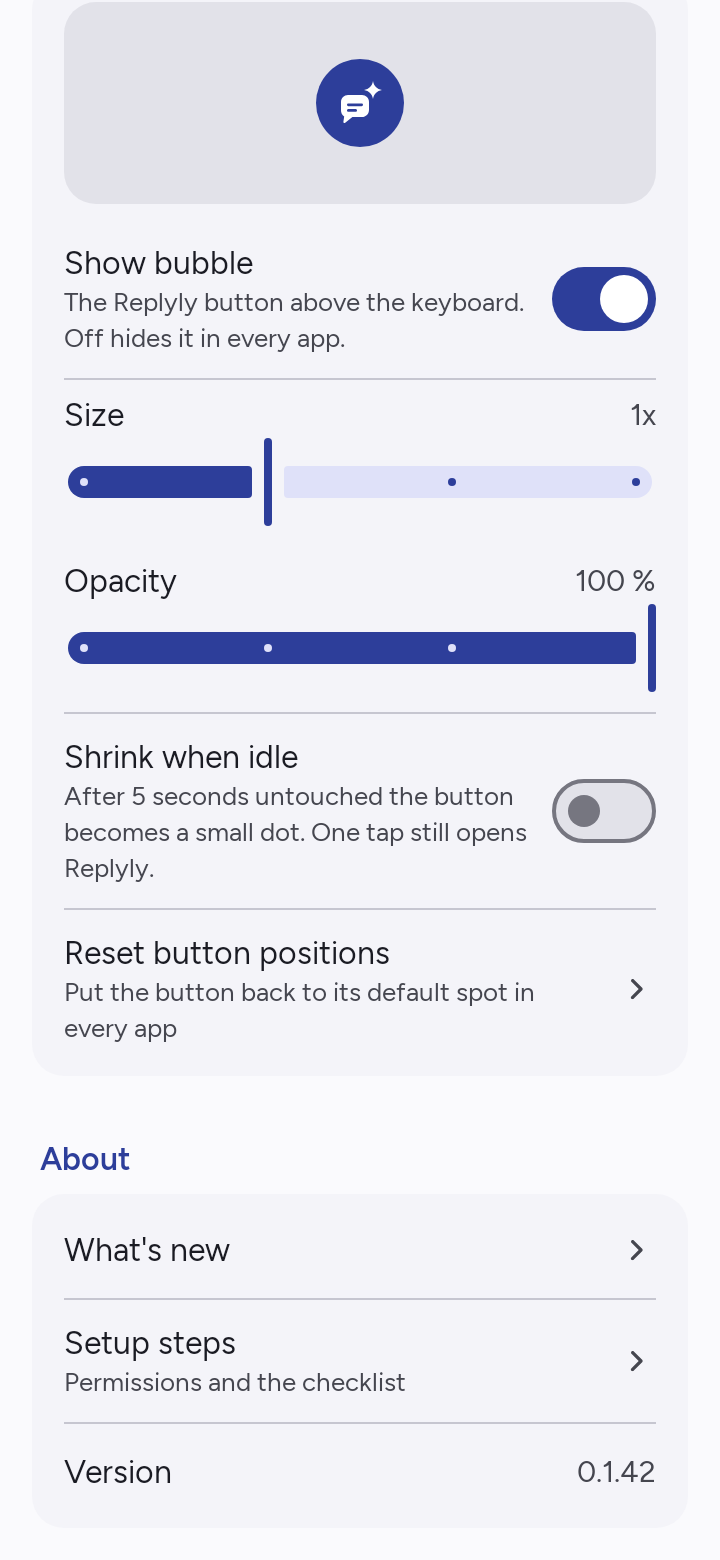 Show bubble
The Replyly button above the keyboard.
Off hides it in every app.
Size
1x
Opacity
100 %
Shrink when idle
After 5 seconds untouched the button
becomes a small dot. One tap still opens
Replyly.
Reset button positions
Put the button back to its default spot in
every app
About
What's new
Setup steps
Permissions and the checklist
Version
0.1.42